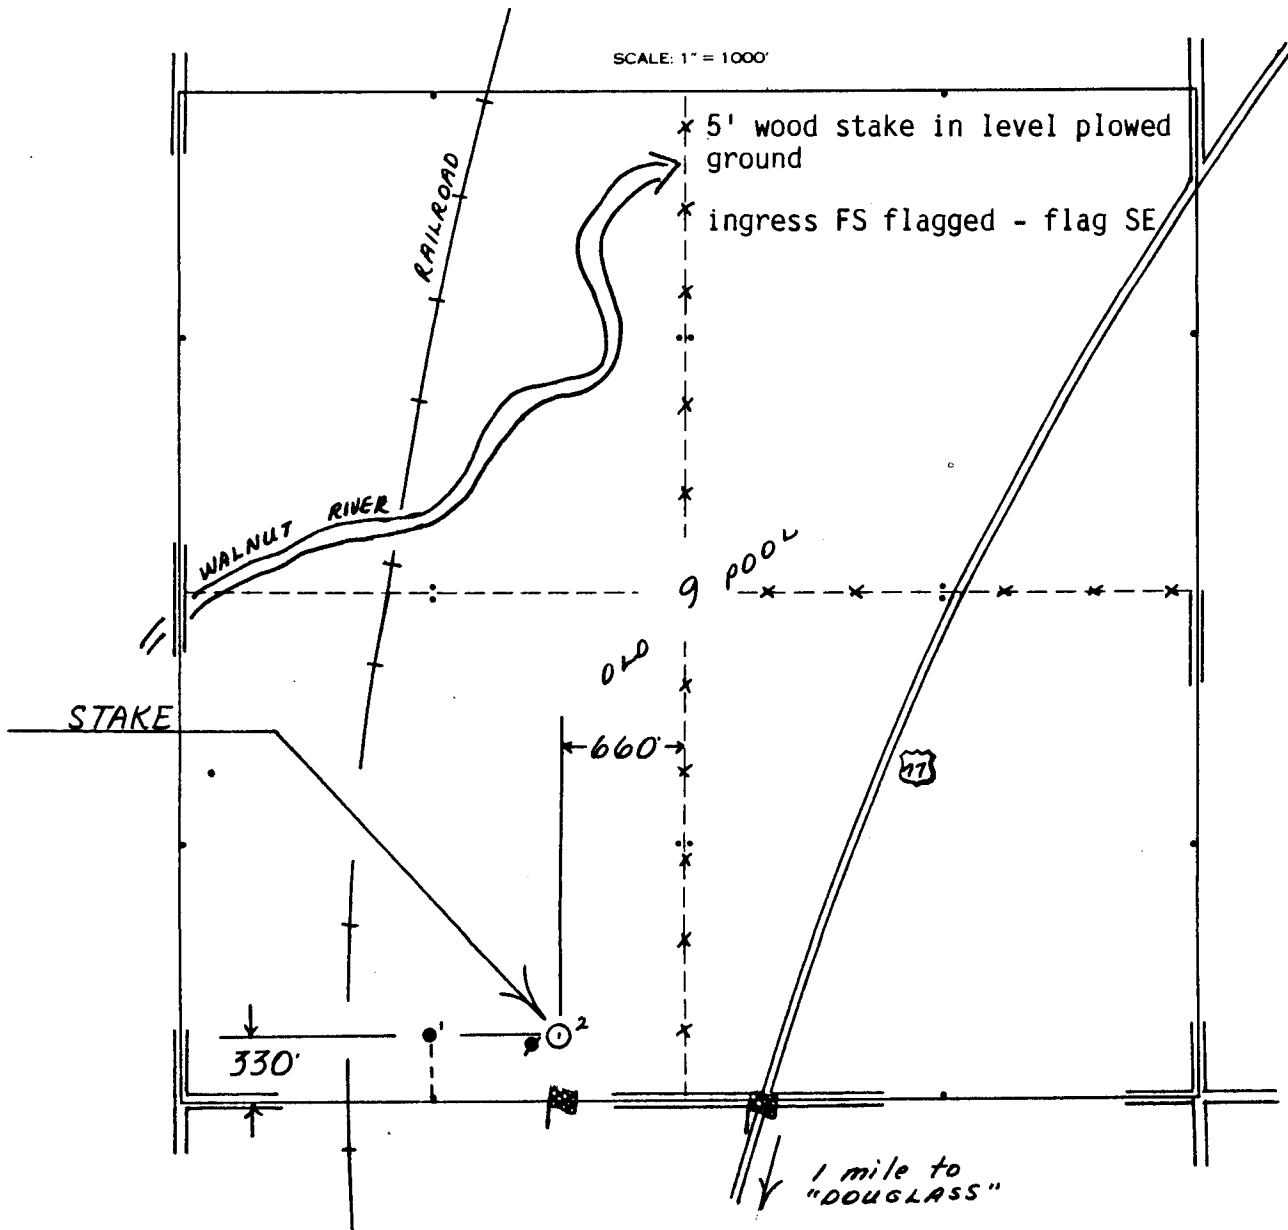 SCALE: 1" = 1000'
5' wood stake in level plowed
ground
ingress FS flagged - flag SE
RAILROAD
WALNUT RIVER
9
OLD POOL
STAKE
660'
77
1
2
330'
1 mile to
"DOUGLASS"